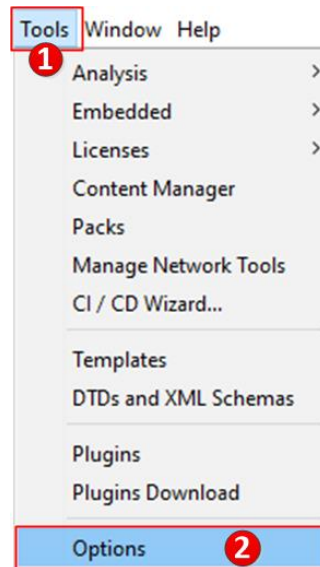 Tools Window Help
1
Analysis >
Embedded >
Licenses >
Content Manager
Packs
Manage Network Tools
CI / CD Wizard...
Templates
DTDs and XML Schemas
Plugins
Plugins Download
Options 2